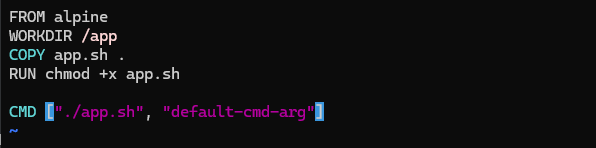 FROM alpine
WORKDIR /app
COPY app.sh .
RUN chmod +x app.sh
CMD ["./app.sh", "default-cmd-arg"]
~